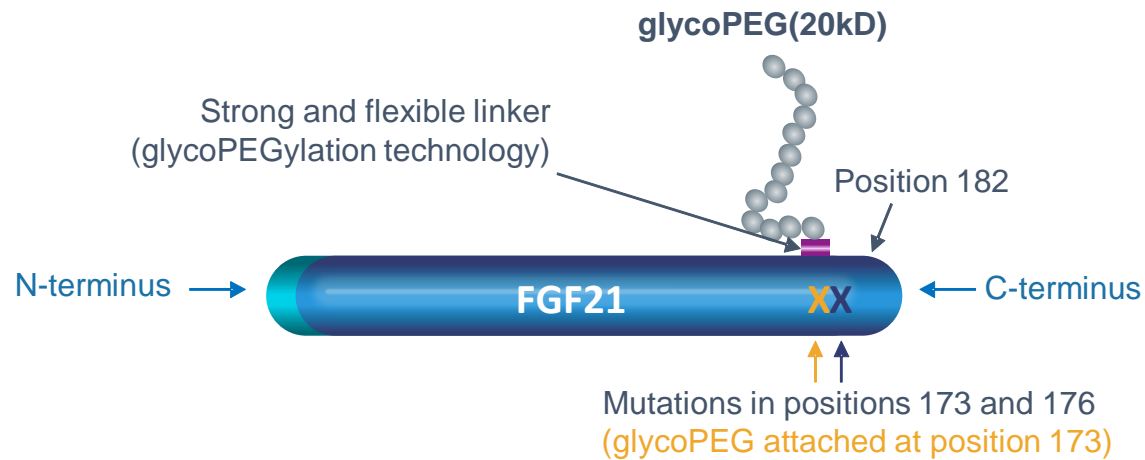 glycoPEG(20kD)
Strong and flexible linker
(glycoPEGylation technology)
Position 182
N-terminus
FGF21
XX
C-terminus
Mutations in positions 173 and 176
(glycoPEG attached at position 173)